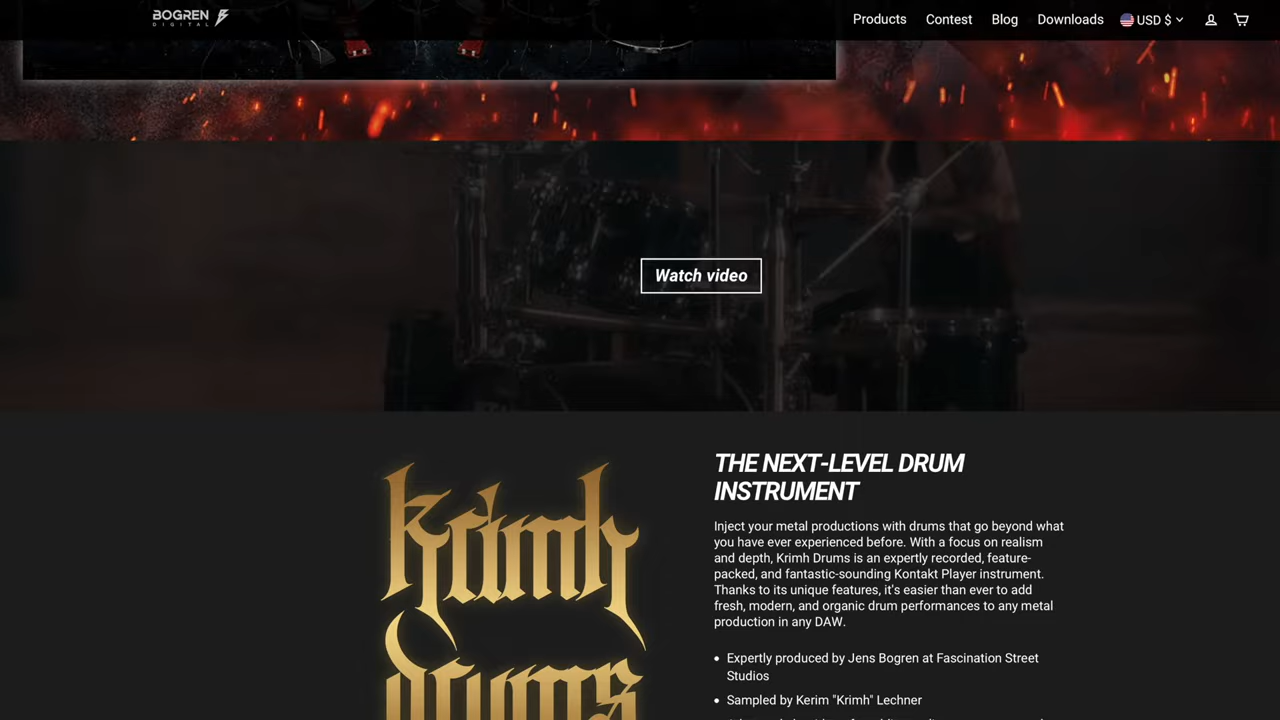 BOGREN
DIGITAL
Products
Contest
Blog
Downloads
USD $
Watch video
krimh
drums
THE NEXT-LEVEL DRUM
INSTRUMENT
Inject your metal productions with drums that go beyond what
you have ever experienced before. With a focus on realism
and depth, Krimh Drums is an expertly recorded, feature-
packed, and fantastic-sounding Kontakt Player instrument.
Thanks to its unique features, it's easier than ever to add
fresh, modern, and organic drum performances to any metal
production in any DAW.
• Expertly produced by Jens Bogren at Fascination Street
Studios
• Sampled by Kerim "Krimh" Lechner